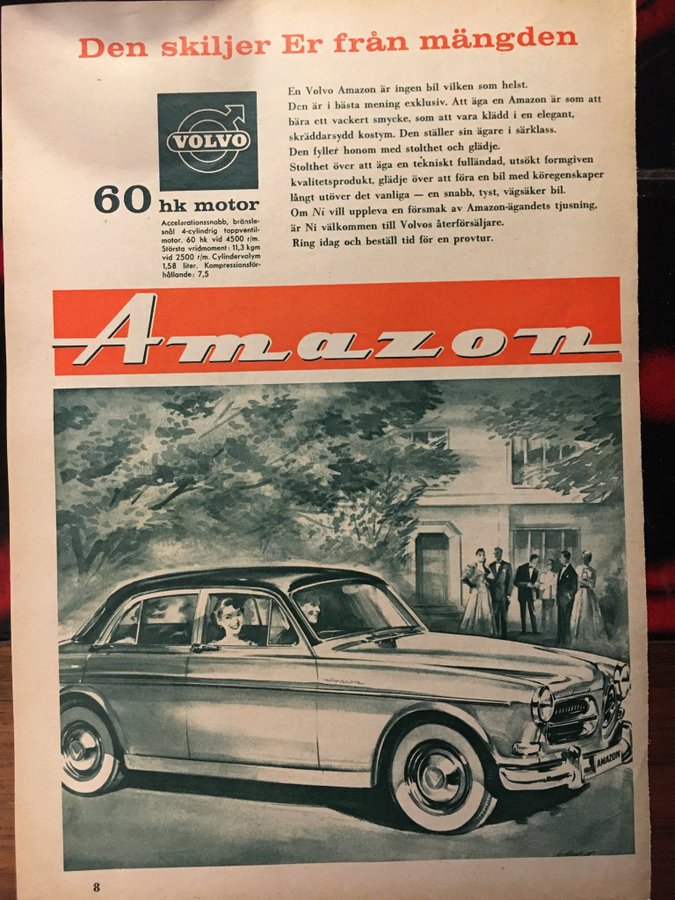 Den skiljer Er från mängden
VOLVO
60 hk motor
Accelerationssnabb, bränsle-
snål 4-cylindrig toppventil-
motor. 60 hk vid 4500 r/m.
Största vridmoment: 11,3 kgm
vid 2500 r/m. Cylindervolym
1,58 liter. Kompressionsför-
hållande: 7,5
En Volvo Amazon är ingen bil vilken som helst.
Den är i bästa mening exklusiv. Att äga en Amazon är som att
bära ett vackert smycke, som att vara klädd i en elegant,
skräddarsydd kostym. Den ställer sin ägare i särklass.
Den fyller honom med stolthet och glädje.
Stolthet över att äga en tekniskt fulländad, utsökt formgiven
kvalitetsprodukt, glädje över att föra en bil med köregenskaper
långt utöver det vanliga — en snabb, tyst, vägsäker bil.
Om Ni vill uppleva en försmak av Amazon-ägandets tjusning,
är Ni välkommen till Volvos återförsäljare.
Ring idag och beställ tid för en provtur.
Amazon
Amazon
AMAZON
8